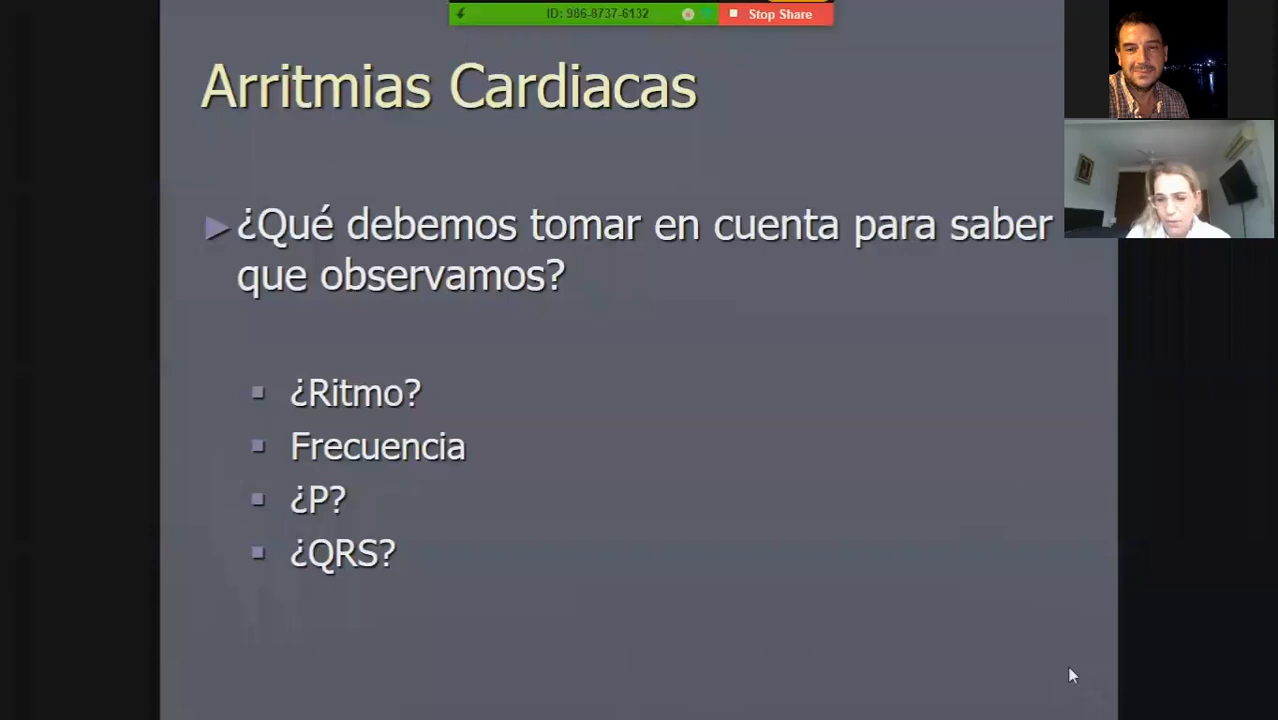 ID: 986-8737-6132
Stop Share
Arritmias Cardiacas
¿Qué debemos tomar en cuenta para saber
que observamos?
¿Ritmo?
Frecuencia
¿P?
¿QRS?